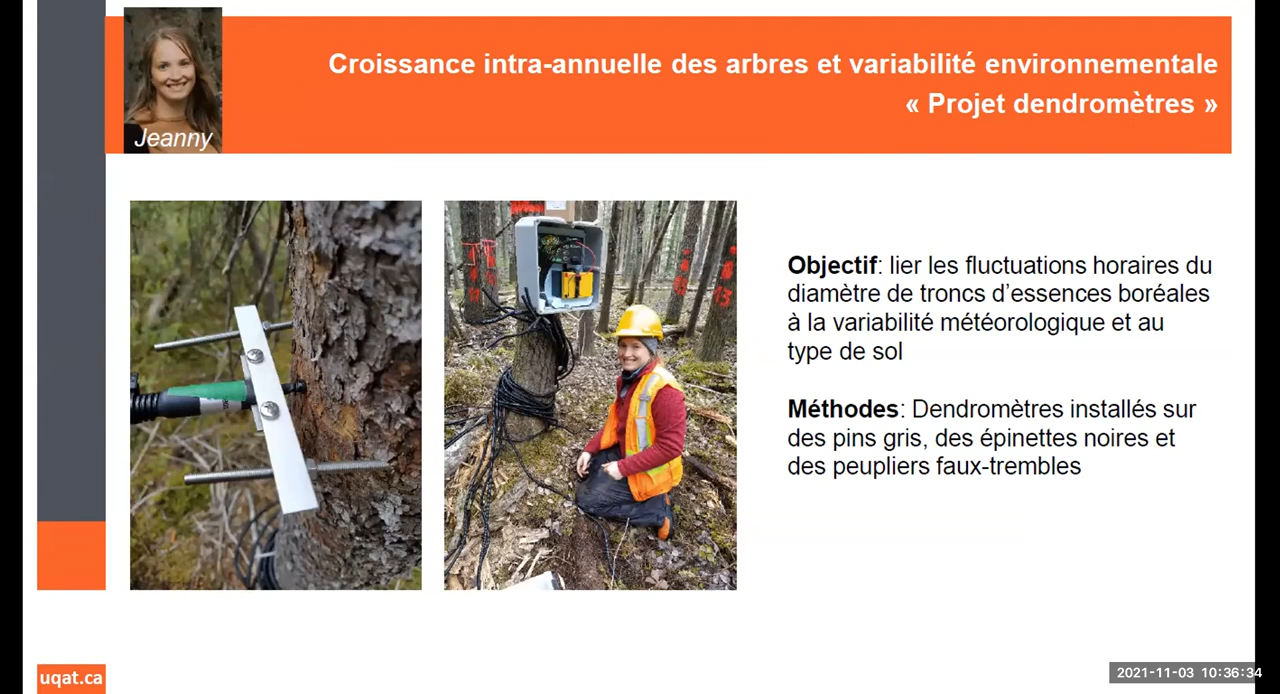 Croissance intra-annuelle des arbres et variabilité environnementale
« Projet dendromètres »
Jeanny
Objectif: lier les fluctuations horaires du
diamètre de troncs d'essences boréales
à la variabilité météorologique et au
type de sol
Méthodes: Dendromètres installés sur
des pins gris, des épinettes noires et
des peupliers faux-trembles
13
uqat.ca
2021-11-03 10:36:34